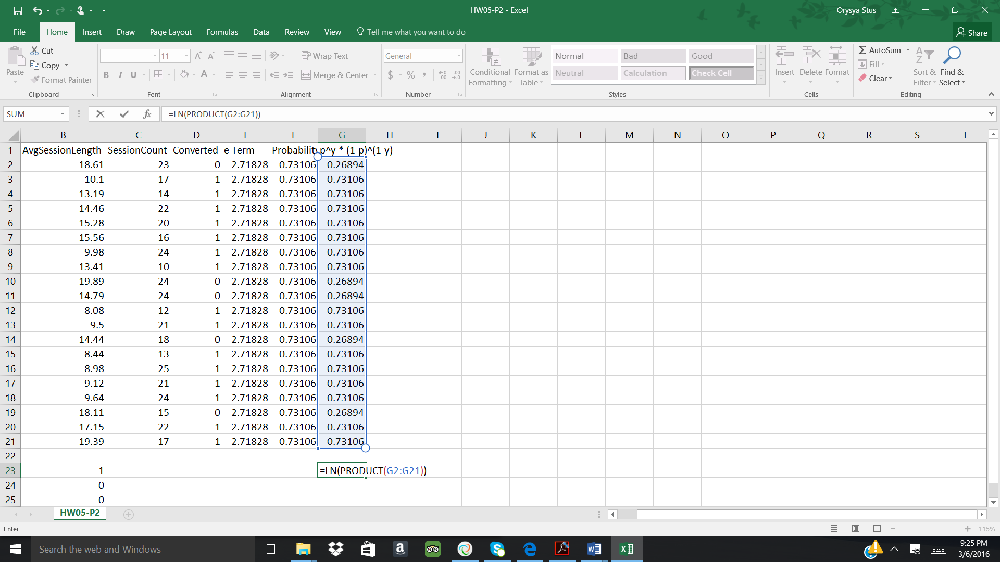 HW05-P2 - Excel
Orysya Stus
File Home Insert Draw Page Layout Formulas Data Review View Tell me what you want to do Share
Paste Cut Copy Format Painter Clipboard
11 B I U A Font
Wrap Text Merge & Center Alignment
General $ % , Number
Conditional Formatting Format as Table
Normal Bad Good
Neutral Calculation Check Cell
Styles
Insert Delete Format Cells
AutoSum Fill Clear Sort & Filter Find & Select Editing
SUM fx =LN(PRODUCT(G2:G21))
B C D E F G H I J K L M N O P Q R S T
1 AvgSessionLength SessionCount Converted e Term Probability p^y * (1-p)^(1-y)
2 18.61 23 0 2.71828 0.73106 0.26894
3 10.1 17 1 2.71828 0.73106 0.73106
4 13.19 14 1 2.71828 0.73106 0.73106
5 14.46 22 1 2.71828 0.73106 0.73106
6 15.28 20 1 2.71828 0.73106 0.73106
7 15.56 16 1 2.71828 0.73106 0.73106
8 9.98 24 1 2.71828 0.73106 0.73106
9 13.41 10 1 2.71828 0.73106 0.73106
10 19.89 24 0 2.71828 0.73106 0.26894
11 14.79 24 0 2.71828 0.73106 0.26894
12 8.08 12 1 2.71828 0.73106 0.73106
13 9.5 21 1 2.71828 0.73106 0.73106
14 14.44 18 0 2.71828 0.73106 0.26894
15 8.44 13 1 2.71828 0.73106 0.73106
16 8.98 25 1 2.71828 0.73106 0.73106
17 9.12 21 1 2.71828 0.73106 0.73106
18 9.64 24 1 2.71828 0.73106 0.73106
19 18.11 15 0 2.71828 0.73106 0.26894
20 17.15 22 1 2.71828 0.73106 0.73106
21 19.39 17 1 2.71828 0.73106 0.73106
22
23 1 =LN(PRODUCT(G2:G21))
24 0
25 0
HW05-P2
Enter
115%
Search the web and Windows
9:25 PM
3/6/2016